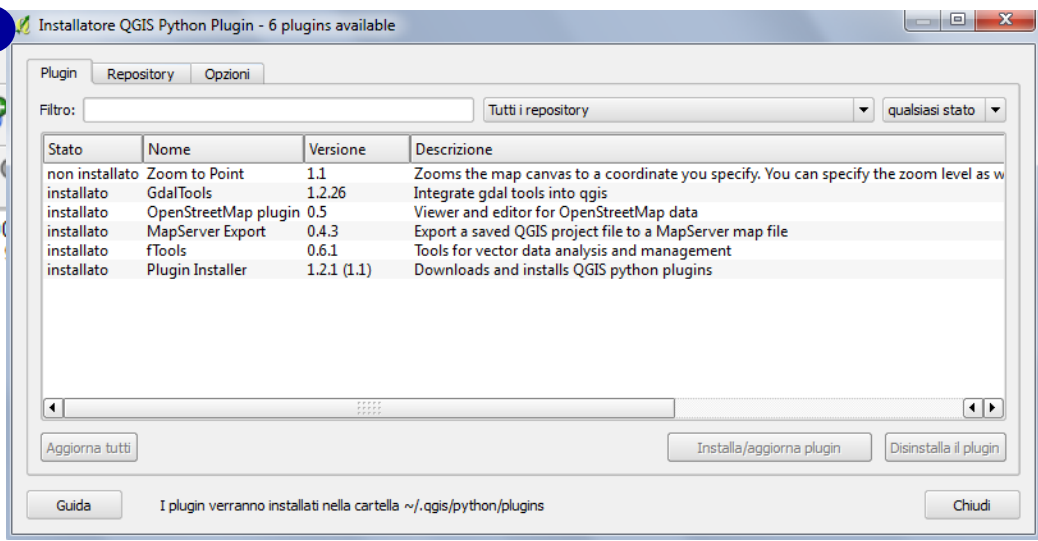 Installatore QGIS Python Plugin - 6 plugins available
Plugin Repository Opzioni
Filtro: Tutti i repository qualsiasi stato
Stato Nome Versione Descrizione
non installato Zoom to Point 1.1 Zooms the map canvas to a coordinate you specify. You can specify the zoom level as w
installato GdalTools 1.2.26 Integrate gdal tools into qgis
installato OpenStreetMap plugin 0.5 Viewer and editor for OpenStreetMap data
installato MapServer Export 0.4.3 Export a saved QGIS project file to a MapServer map file
installato fTools 0.6.1 Tools for vector data analysis and management
installato Plugin Installer 1.2.1 (1.1) Downloads and installs QGIS python plugins
Aggiorna tutti Installa/aggiorna plugin Disinstalla il plugin
Guida I plugin verranno installati nella cartella ~/.qgis/python/plugins Chiudi